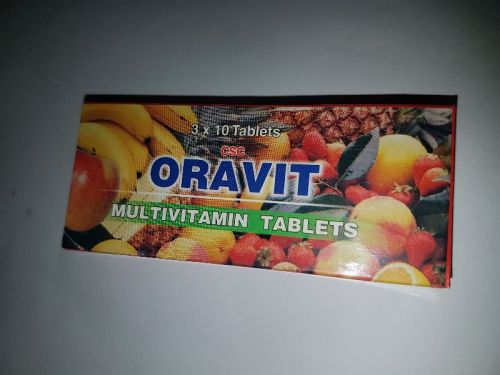 3 x 10 Tablets
CSC
ORAVIT
MULTIVITAMIN TABLETS